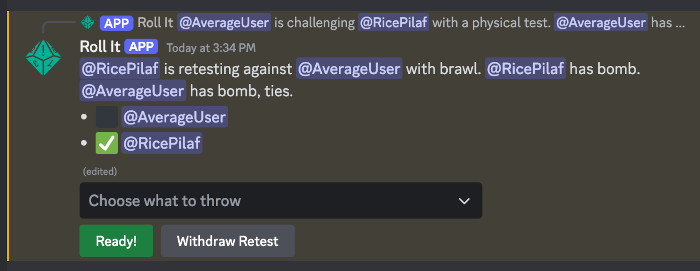 APP Roll It @AverageUser is challenging @RicePilaf with a physical test. @AverageUser has ...
Roll It APP Today at 3:34 PM
@RicePilaf is retesting against @AverageUser with brawl. @RicePilaf has bomb.
@AverageUser has bomb, ties.
@AverageUser
@RicePilaf
(edited)
Choose what to throw
Ready! Withdraw Retest